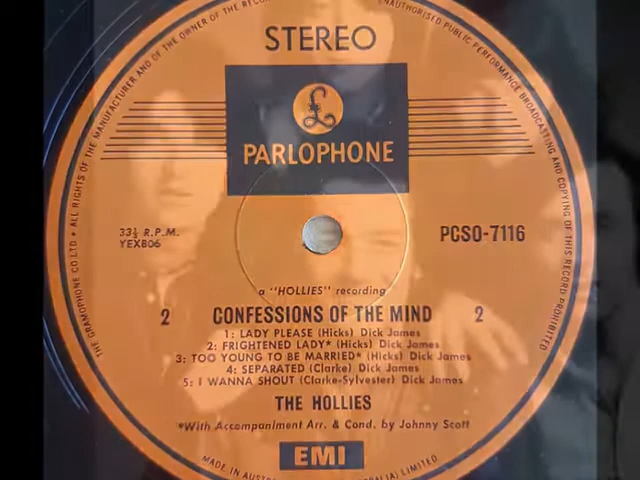 THE GRAMOPHONE CO LTD • ALL RIGHTS OF THE MANUFACTURER AND OF THE OWNER OF THE RECOR
UNAUTHORISED PUBLIC PERFORMANCE BROADCASTING AND COPYING OF THIS RECORD PROHIBITED
STEREO
£
PARLOPHONE
33⅓ R.P.M.
YEX806
PCSO-7116
a "HOLLIES" recording
2 CONFESSIONS OF THE MIND 2
1: LADY PLEASE (Hicks) Dick James
2: FRIGHTENED LADY* (Hicks) Dick James
3: TOO YOUNG TO BE MARRIED* (Hicks) Dick James
4: SEPARATED (Clarke) Dick James
5: I WANNA SHOUT (Clarke-Sylvester) Dick James
THE HOLLIES
*With Accompaniment Arr. & Cond. by Johnny Scott
EMI
MADE IN AUSTR ALIA) LIMITED